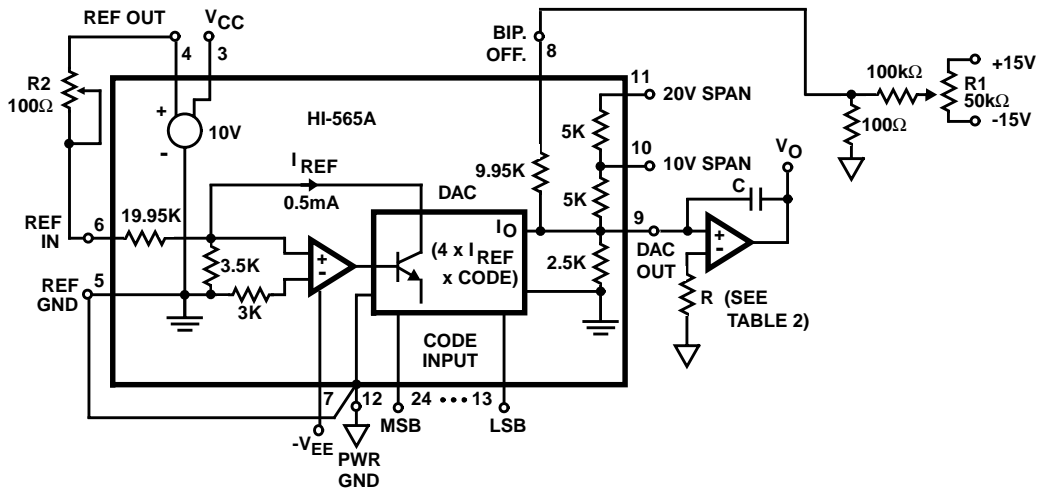 REF OUT
VCC
4
3
BIP.
OFF.
8
R2
100Ω
+
-
10V
HI-565A
11
20V SPAN
5K
10
10V SPAN
5K
100kΩ
R1
50kΩ
+15V
-15V
100Ω
VO
IREF
0.5mA
DAC
9.95K
C
REF
IN
6
19.95K
IO
9
DAC
OUT
+
-
3.5K
+
-
(4 x IREF
x CODE)
2.5K
REF
GND
5
3K
R (SEE
TABLE 2)
CODE
INPUT
7
12
24
13
-VEE
PWR
GND
MSB
LSB